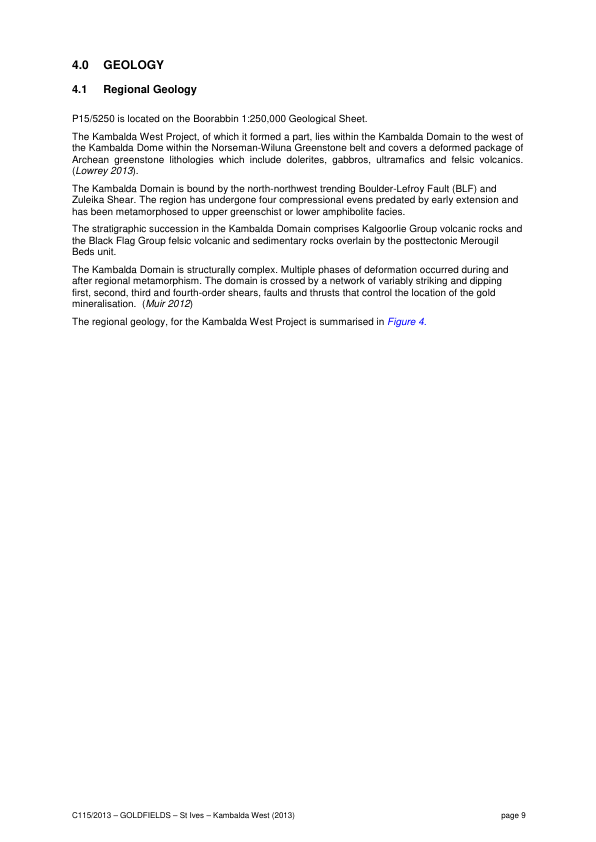 4.0 GEOLOGY
4.1 Regional Geology
P15/5250 is located on the Boorabbin 1:250,000 Geological Sheet.
The Kambalda West Project, of which it formed a part, lies within the Kambalda Domain to the west of
the Kambalda Dome within the Norseman-Wiluna Greenstone belt and covers a deformed package of
Archean greenstone lithologies which include dolerites, gabbros, ultramafics and felsic volcanics.
(Lowrey 2013).
The Kambalda Domain is bound by the north-northwest trending Boulder-Lefroy Fault (BLF) and
Zuleika Shear. The region has undergone four compressional evens predated by early extension and
has been metamorphosed to upper greenschist or lower amphibolite facies.
The stratigraphic succession in the Kambalda Domain comprises Kalgoorlie Group volcanic rocks and
the Black Flag Group felsic volcanic and sedimentary rocks overlain by the posttectonic Merougil
Beds unit.
The Kambalda Domain is structurally complex. Multiple phases of deformation occurred during and
after regional metamorphism. The domain is crossed by a network of variably striking and dipping
first, second, third and fourth-order shears, faults and thrusts that control the location of the gold
mineralisation. (Muir 2012)
The regional geology, for the Kambalda West Project is summarised in Figure 4.
C115/2013 – GOLDFIELDS – St Ives – Kambalda West (2013) page 9